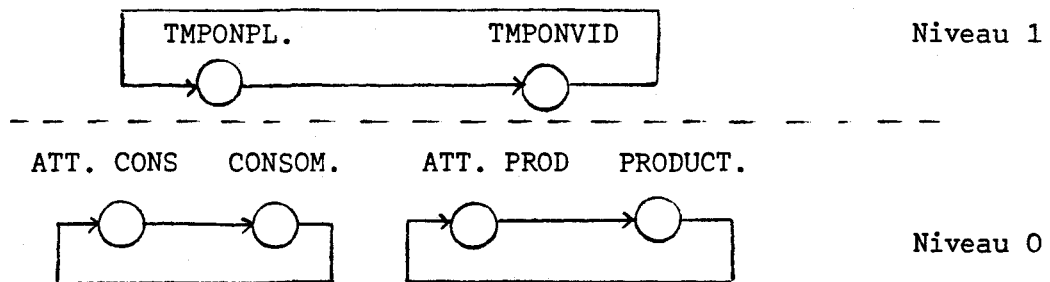 TMPONPL. TMPONVID Niveau 1
ATT. CONS CONSOM. ATT. PROD PRODUCT.
Niveau 0